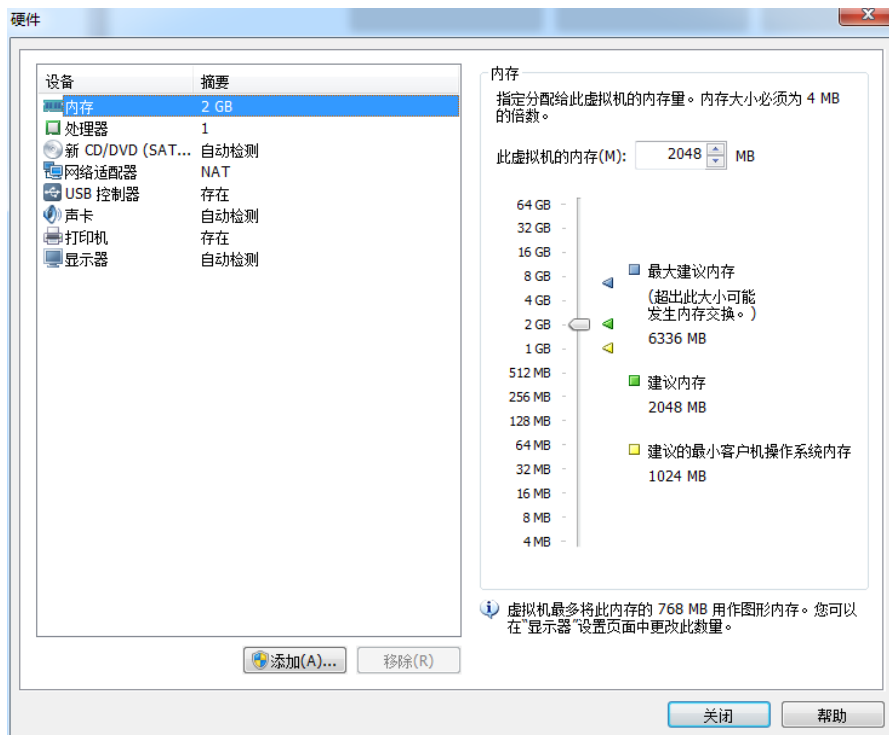 硬件
设备 摘要
内存 2 GB
处理器 1
新 CD/DVD (SAT... 自动检测
网络适配器 NAT
USB 控制器 存在
声卡 自动检测
打印机 存在
显示器 自动检测
添加(A)...
移除(R)
内存
指定分配给此虚拟机的内存量。内存大小必须为 4 MB
的倍数。
此虚拟机的内存(M): 2048 MB
64 GB
32 GB
16 GB
8 GB
4 GB
2 GB
1 GB
512 MB
256 MB
128 MB
64 MB
32 MB
16 MB
8 MB
4 MB
最大建议内存
(超出此大小可能
发生内存交换。)
6336 MB
建议内存
2048 MB
建议的最小客户机操作系统内存
1024 MB
虚拟机最多将此内存的 768 MB 用作图形内存。您可以
在"显示器"设置页面中更改此数量。
关闭
帮助